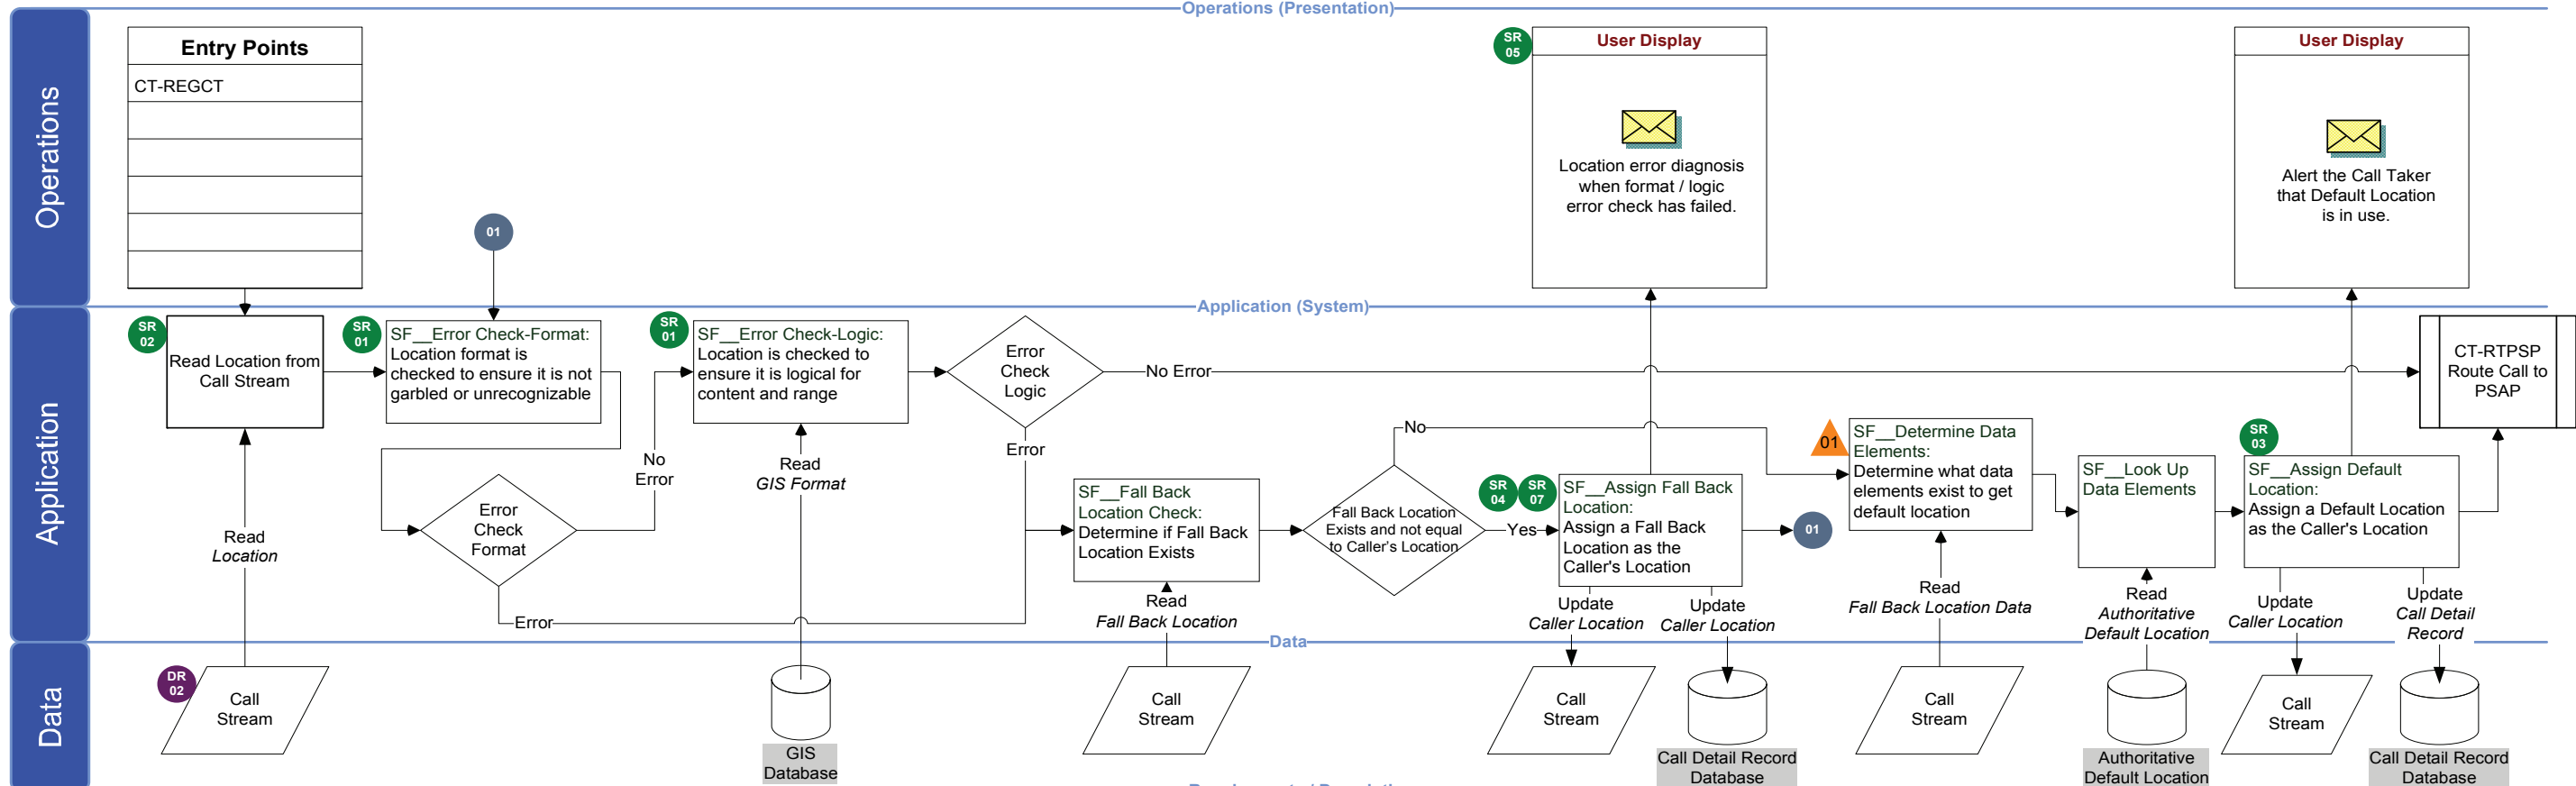 Operations (Presentation)
Operations
Entry Points
CT-REGCT
01
SR
05
User Display
Location error diagnosis
when format / logic
error check has failed.
User Display
Alert the Call Taker
that Default Location
is in use.
Application (System)
Application
SR
02
Read Location from
Call Stream
SR
01
SF__Error Check-Format:
Location format is
checked to ensure it is not
garbled or unrecognizable
SR
01
SF__Error Check-Logic:
Location is checked to
ensure it is logical for
content and range
Error
Check
Logic
No Error
CT-RTPSP
Route Call to
PSAP
Error
No
Error
Read
GIS Format
Error
Check
Format
Error
Read
Location
SF__Fall Back
Location Check:
Determine if Fall Back
Location Exists
Read
Fall Back Location
No
Fall Back Location
Exists and not equal
to Caller's Location
Yes
SR
04
SR
07
SF__Assign Fall Back
Location:
Assign a Fall Back
Location as the
Caller's Location
01
Update
Caller Location
Update
Caller Location
01
SF__Determine Data
Elements:
Determine what data
elements exist to get
default location
Read
Fall Back Location Data
SF__Look Up
Data Elements
Read
Authoritative
Default Location
SR
03
SF__Assign Default
Location:
Assign a Default Location
as the Caller's Location
Update
Caller Location
Update
Call Detail
Record
Data
Data
DR
02
Call
Stream
GIS
Database
Call
Stream
Call
Stream
Call Detail Record
Database
Call
Stream
Authoritative
Default Location
Call
Stream
Call Detail Record
Database